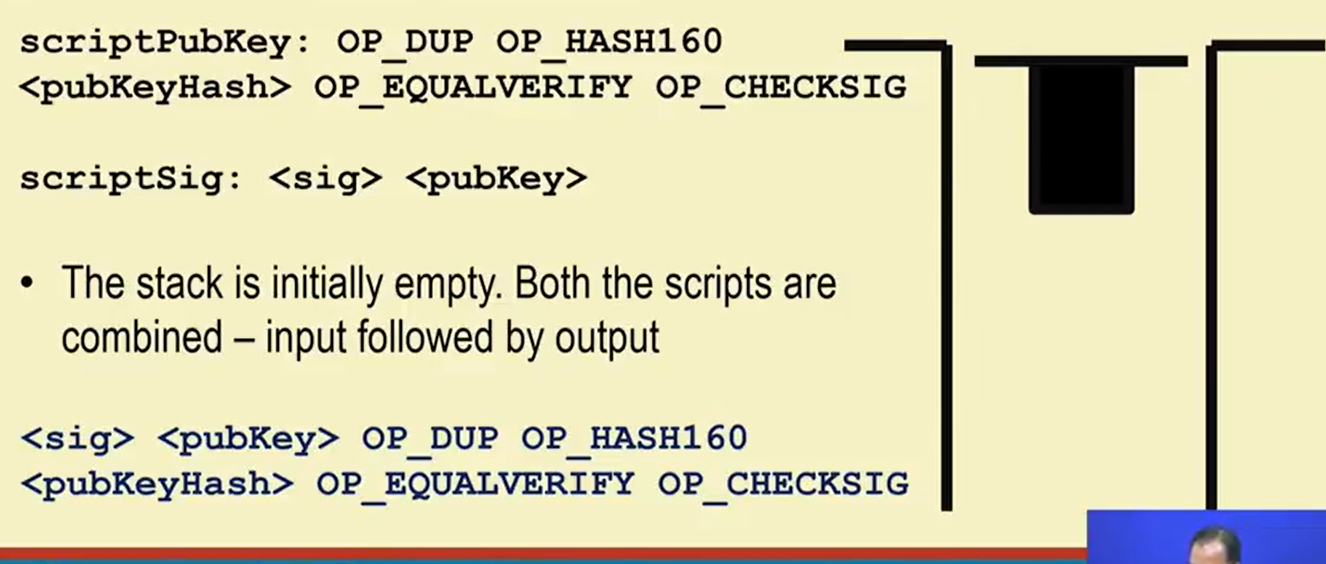 scriptPubKey: OP_DUP OP_HASH160
<pubKeyHash> OP_EQUALVERIFY OP_CHECKSIG
scriptSig: <sig> <pubKey>
• The stack is initially empty. Both the scripts are
combined – input followed by output
<sig> <pubKey> OP_DUP OP_HASH160
<pubKeyHash> OP_EQUALVERIFY OP_CHECKSIG